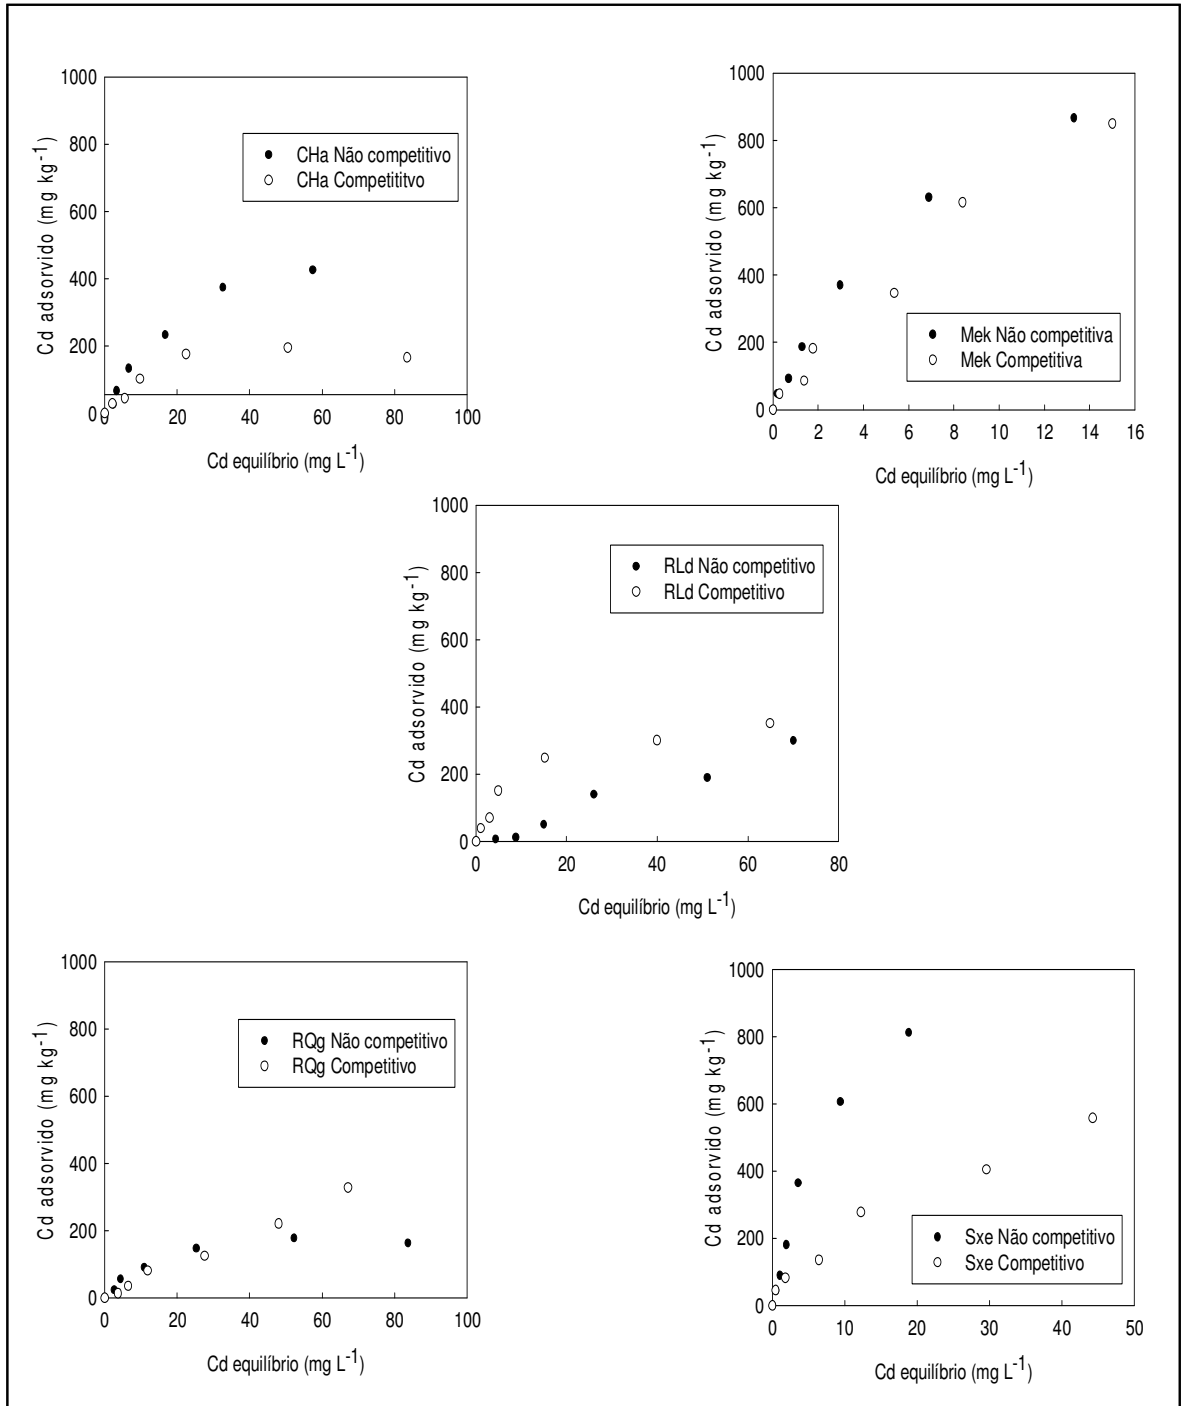 1000
800
600
400
200
0
Cd adsorvido (mg kg-1)
CHa Não competitivo
CHa Competititvo
0 20 40 60 80 100
Cd equilíbrio (mg L-1)
1000
800
600
400
200
0
Cd adsorvido (mg kg-1)
Mek Não competitiva
Mek Competitiva
0 2 4 6 8 10 12 14 16
Cd equilíbrio (mg L-1)
1000
800
600
400
200
0
Cd adsorvido (mg kg-1)
RLd Não competitivo
RLd Competitivo
0 20 40 60 80
Cd equilíbrio (mg L-1)
1000
800
600
400
200
0
Cd adsorvido (mg kg-1)
RQg Não competitivo
RQg Competitivo
0 20 40 60 80 100
Cd equilíbrio (mg L-1)
1000
800
600
400
200
0
Cd adsorvido (mg kg-1)
Sxe Não competitivo
Sxe Competitivo
0 10 20 30 40 50
Cd equilíbrio (mg L-1)